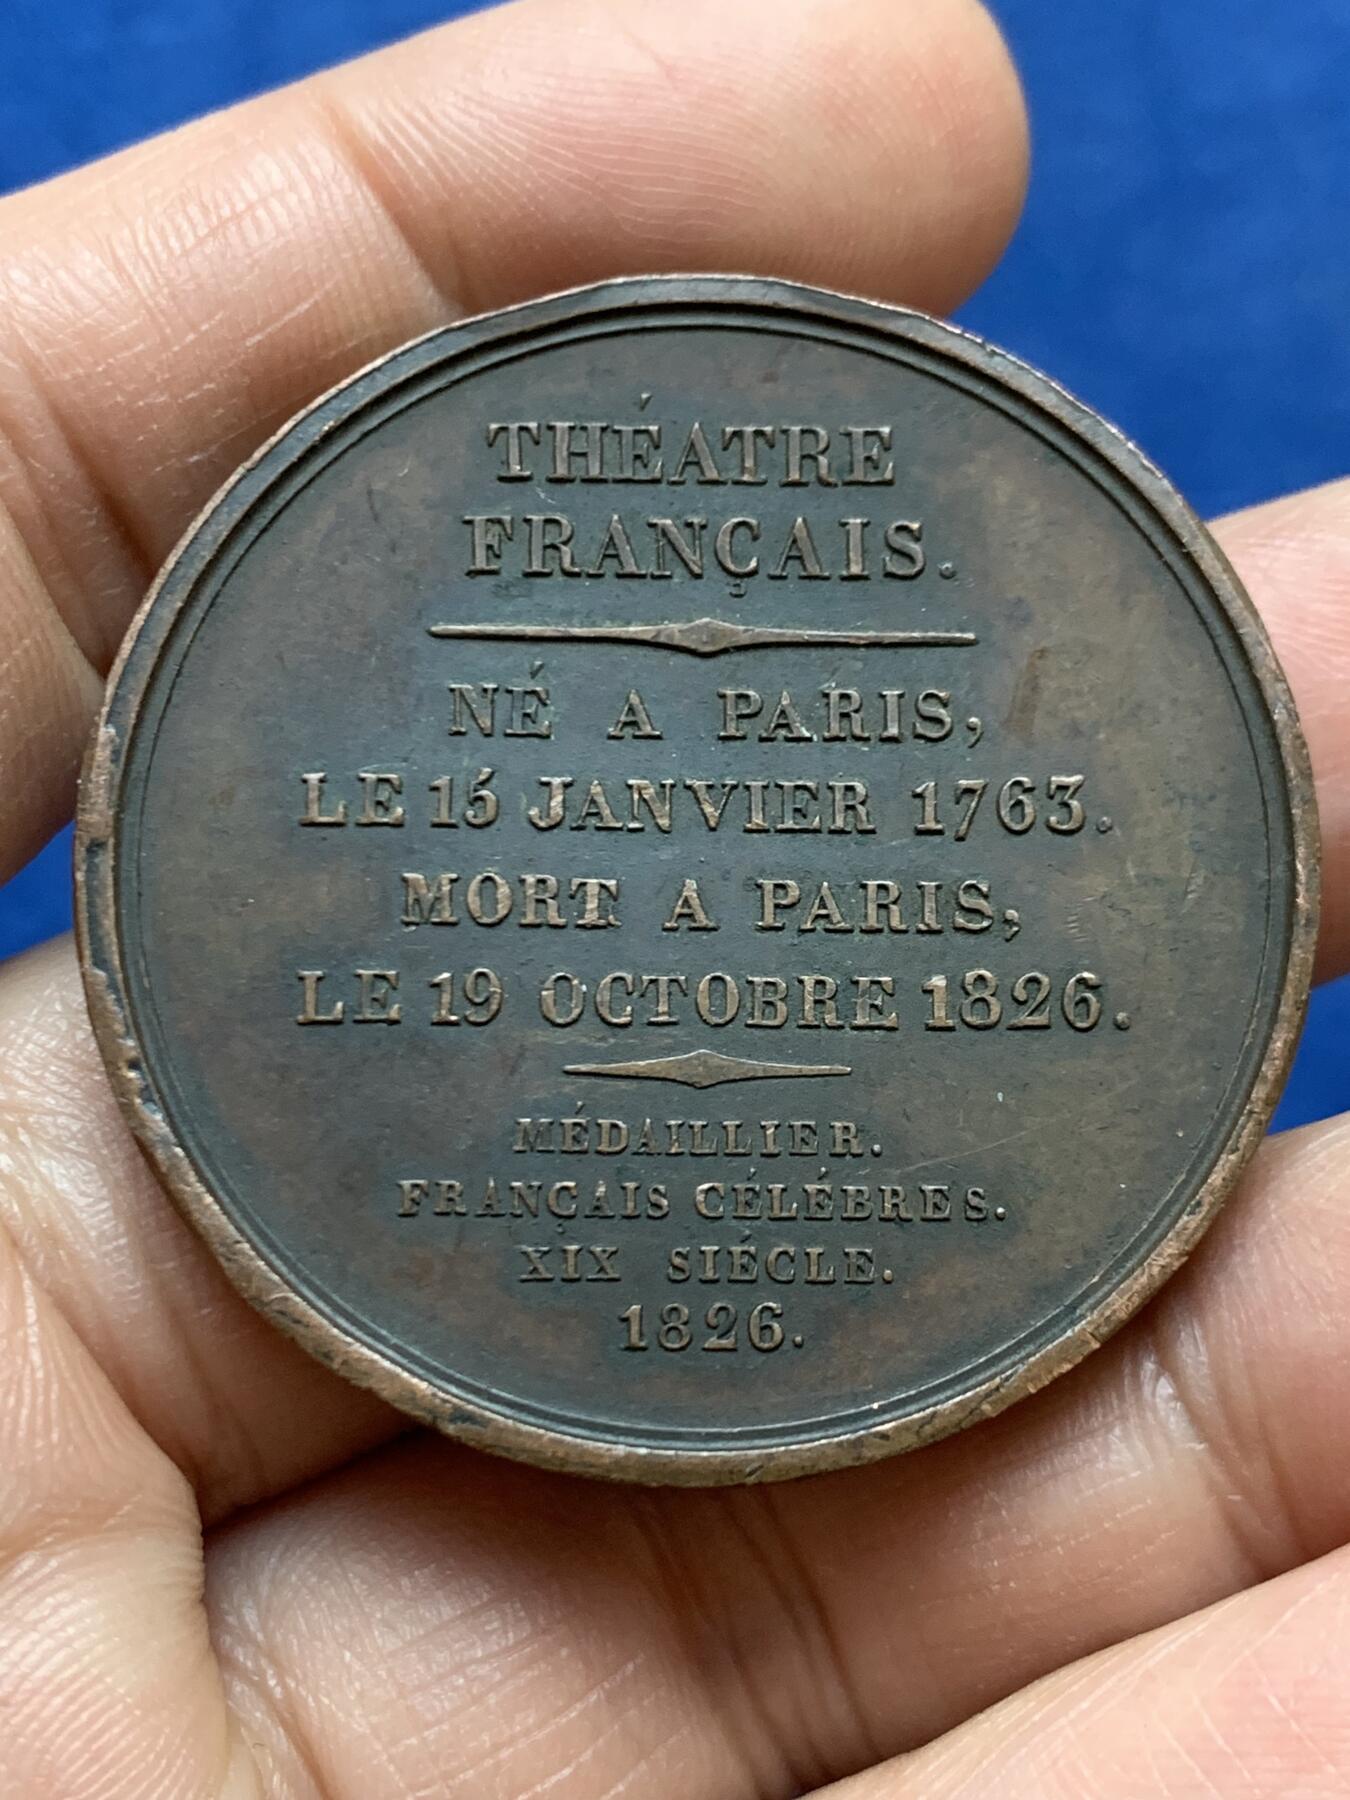 THÉATRE
FRANÇAIS.
NÉ A PARIS,
LE 15 JANVIER 1763.
MORT A PARIS,
LE 19 OCTOBRE 1826.
MÉDAILLIER.
FRANÇAIS CÉLÉBRES.
XIX SIÉCLE.
1826.